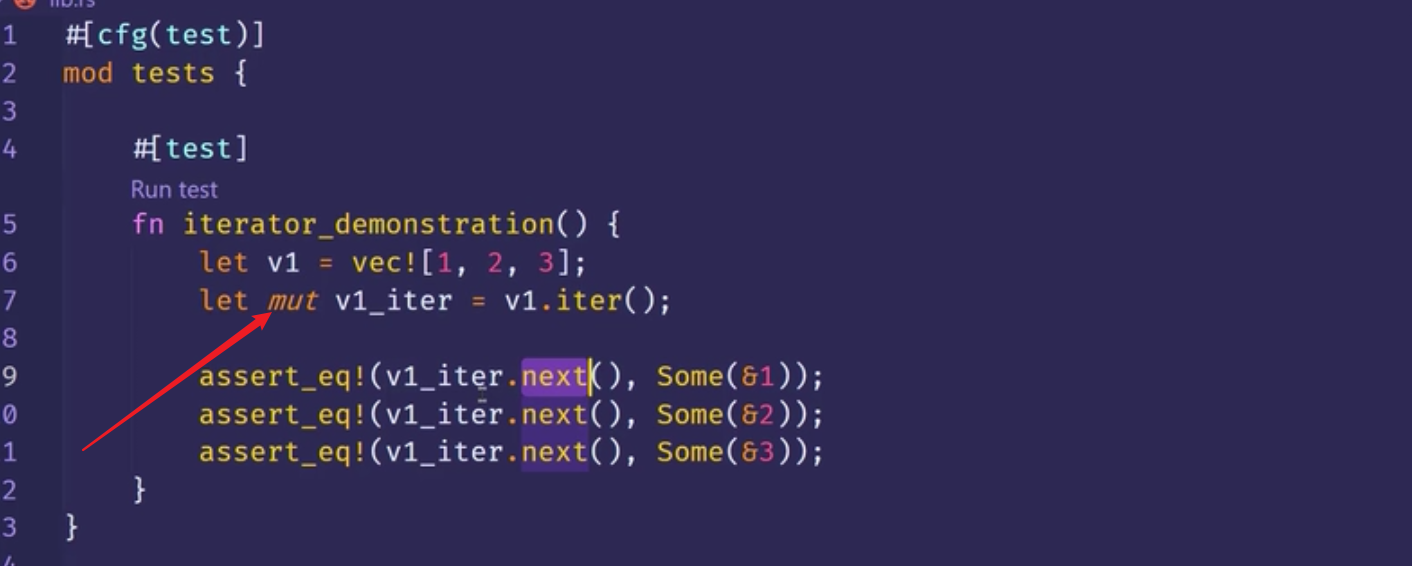 lib.rs
1 #[cfg(test)]
2 mod tests {
3
4 #[test]
Run test
5 fn iterator_demonstration() {
6 let v1 = vec![1, 2, 3];
7 let mut v1_iter = v1.iter();
8
9 assert_eq!(v1_iter.next(), Some(&1));
0 assert_eq!(v1_iter.next(), Some(&2));
1 assert_eq!(v1_iter.next(), Some(&3));
2 }
3 }
4